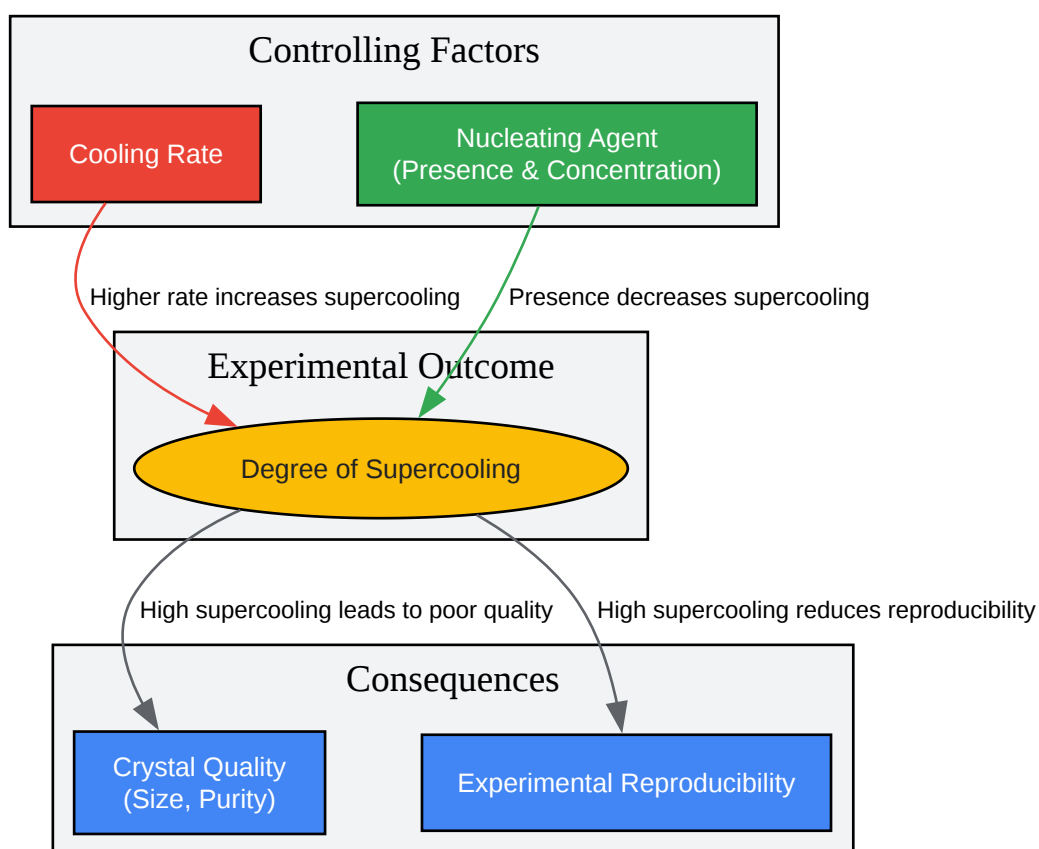 Controlling Factors
Cooling Rate
Nucleating Agent
(Presence & Concentration)
Higher rate increases supercooling
Presence decreases supercooling
Experimental Outcome
Degree of Supercooling
High supercooling leads to poor quality
High supercooling reduces reproducibility
Consequences
Crystal Quality
(Size, Purity)
Experimental Reproducibility